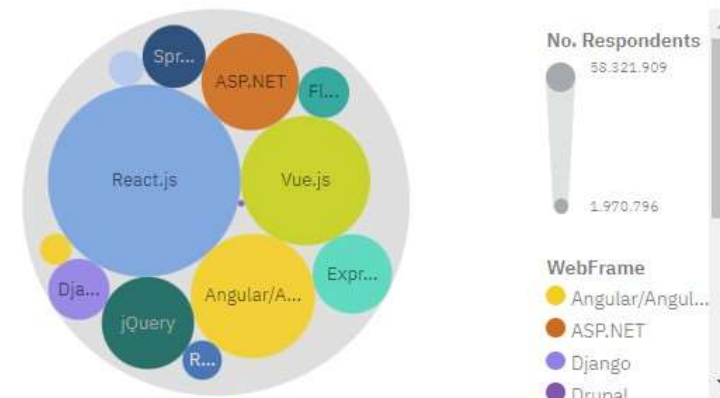 Spr...
ASP.NET
Fl...
React.js
Vue.js
Expr...
Dja...
Angular/A...
jQuery
R...
No. Respondents
58.321.909
1.970.796
WebFrame
Angular/Angul...
ASP.NET
Django
Drupal